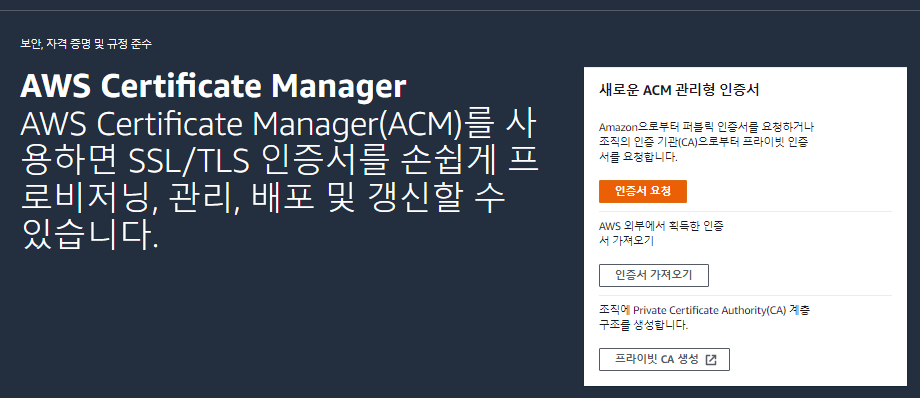 보안, 자격 증명 및 규정 준수
AWS Certificate Manager
AWS Certificate Manager(ACM)를 사
용하면 SSL/TLS 인증서를 손쉽게 프
로비저닝, 관리, 배포 및 갱신할 수
있습니다.
새로운 ACM 관리형 인증서
Amazon으로부터 퍼블릭 인증서를 요청하거나
조직의 인증 기관(CA)으로부터 프라이빗 인증
서를 요청합니다.
인증서 요청
AWS 외부에서 획득한 인증
서 가져오기
인증서 가져오기
조직에 Private Certificate Authority(CA) 계층
구조를 생성합니다.
프라이빗 CA 생성